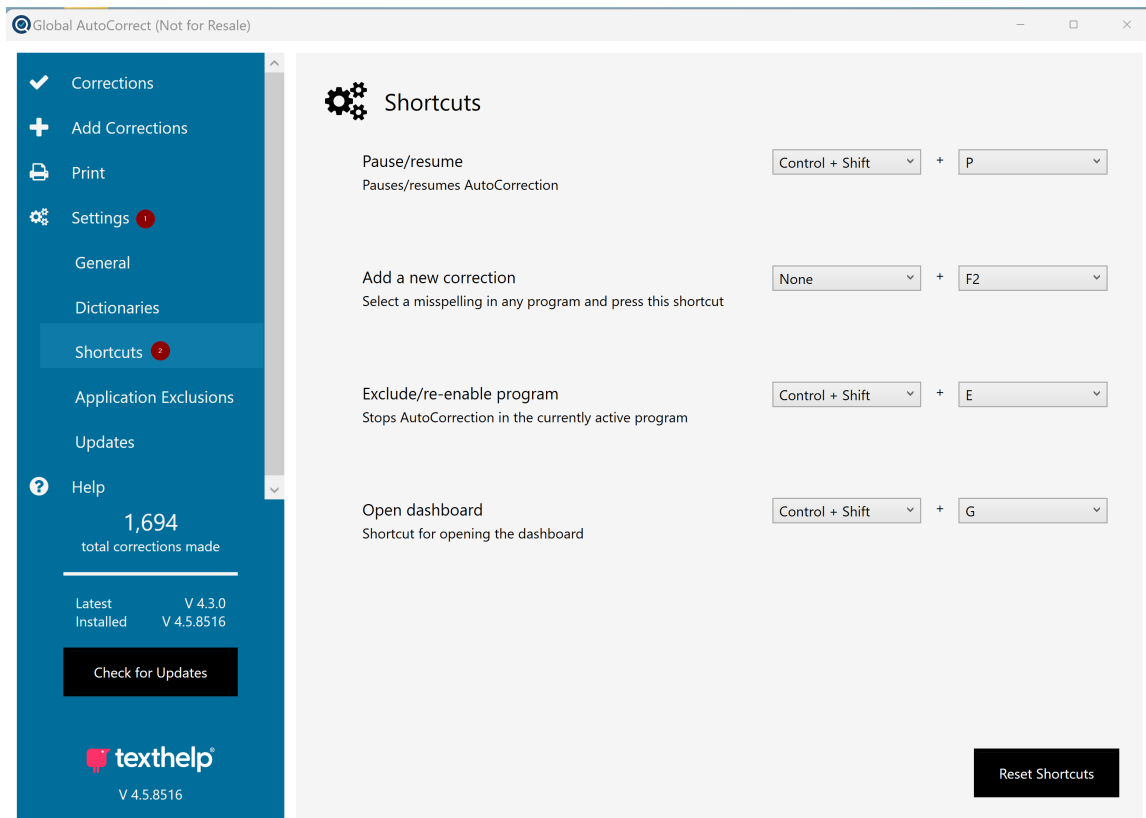 Global AutoCorrect (Not for Resale)
Corrections
Add Corrections
Print
Settings 1
General
Dictionaries
Shortcuts 2
Application Exclusions
Updates
Help
1,694
total corrections made
Latest V 4.3.0
Installed V 4.5.8516
Check for Updates
texthelp®
V 4.5.8516
Shortcuts
Pause/resume Control + Shift + P
Pauses/resumes AutoCorrection
Add a new correction None + F2
Select a misspelling in any program and press this shortcut
Exclude/re-enable program Control + Shift + E
Stops AutoCorrection in the currently active program
Open dashboard Control + Shift + G
Shortcut for opening the dashboard
Reset Shortcuts